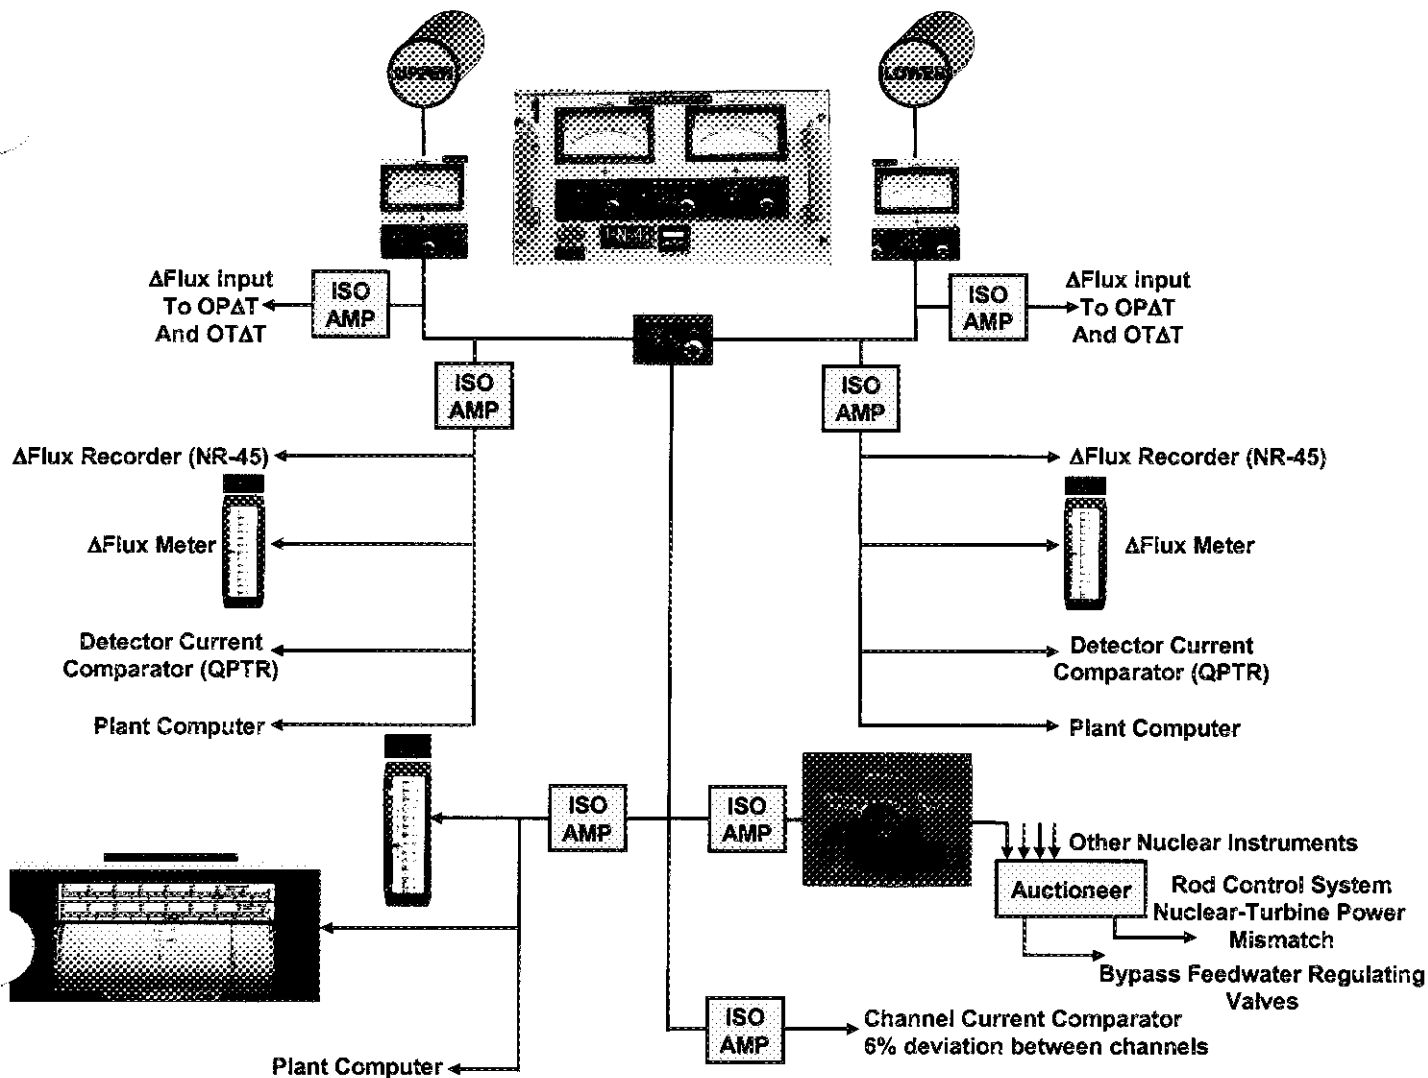 UPPER
LOWER
ΔFlux input
To OPΔT
And OTΔT
ISO
AMP
ISO
AMP
ΔFlux input
To OPΔT
And OTΔT
ISO
AMP
ISO
AMP
ΔFlux Recorder (NR-45)
ΔFlux Recorder (NR-45)
ΔFlux Meter
ΔFlux Meter
Detector Current
Comparator (QPTR)
Detector Current
Comparator (QPTR)
Plant Computer
Plant Computer
ISO
AMP
ISO
AMP
Other Nuclear Instruments
Auctioneer
Rod Control System
Nuclear-Turbine Power
Mismatch
Bypass Feedwater Regulating
Valves
ISO
AMP
Channel Current Comparator
6% deviation between channels
Plant Computer